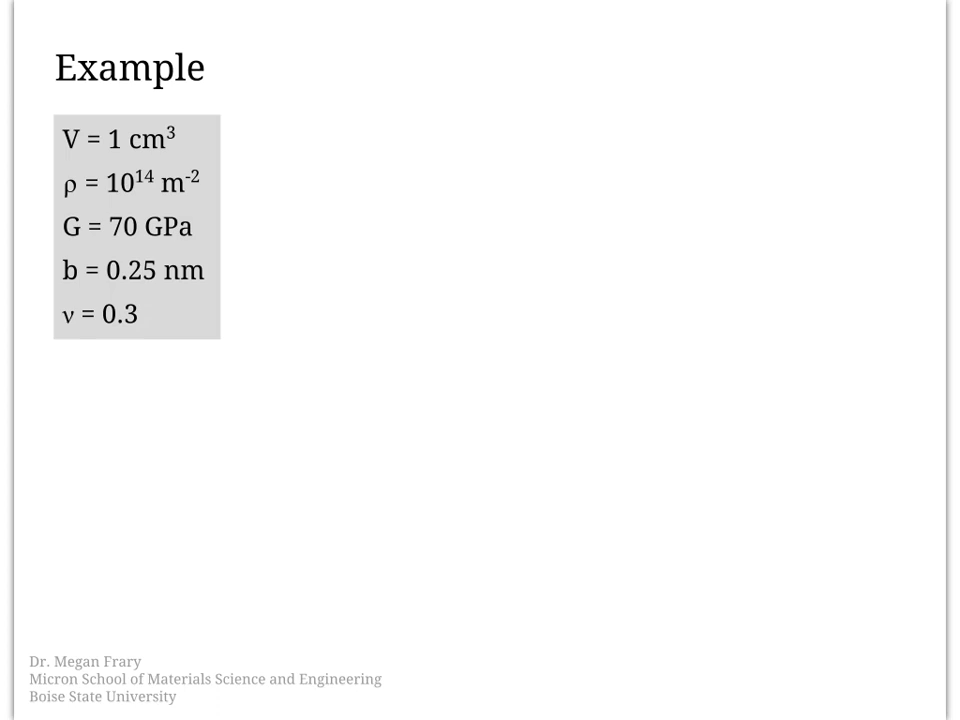 Example
V = 1 cm³
ρ = 10¹⁴ m⁻²
G = 70 GPa
b = 0.25 nm
ν = 0.3
Dr. Megan Frary
Micron School of Materials Science and Engineering
Boise State University